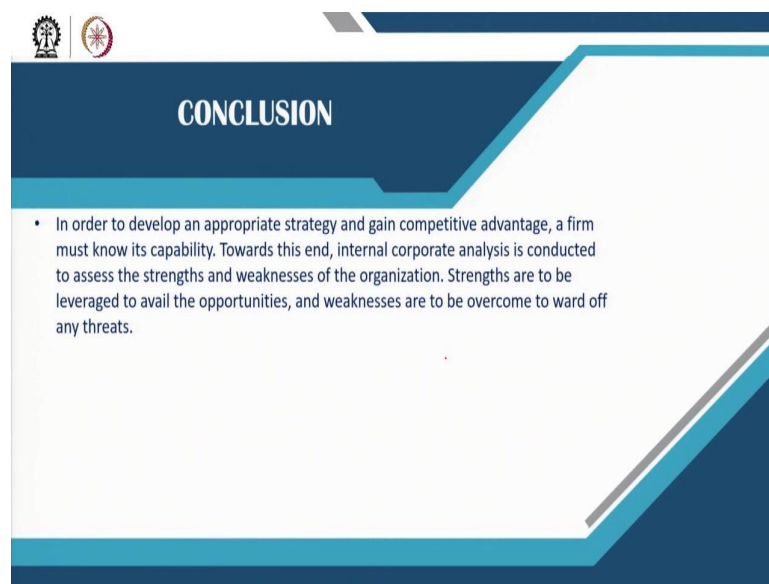 CONCLUSION
• In order to develop an appropriate strategy and gain competitive advantage, a firm
must know its capability. Towards this end, internal corporate analysis is conducted
to assess the strengths and weaknesses of the organization. Strengths are to be
leveraged to avail the opportunities, and weaknesses are to be overcome to ward off
any threats.